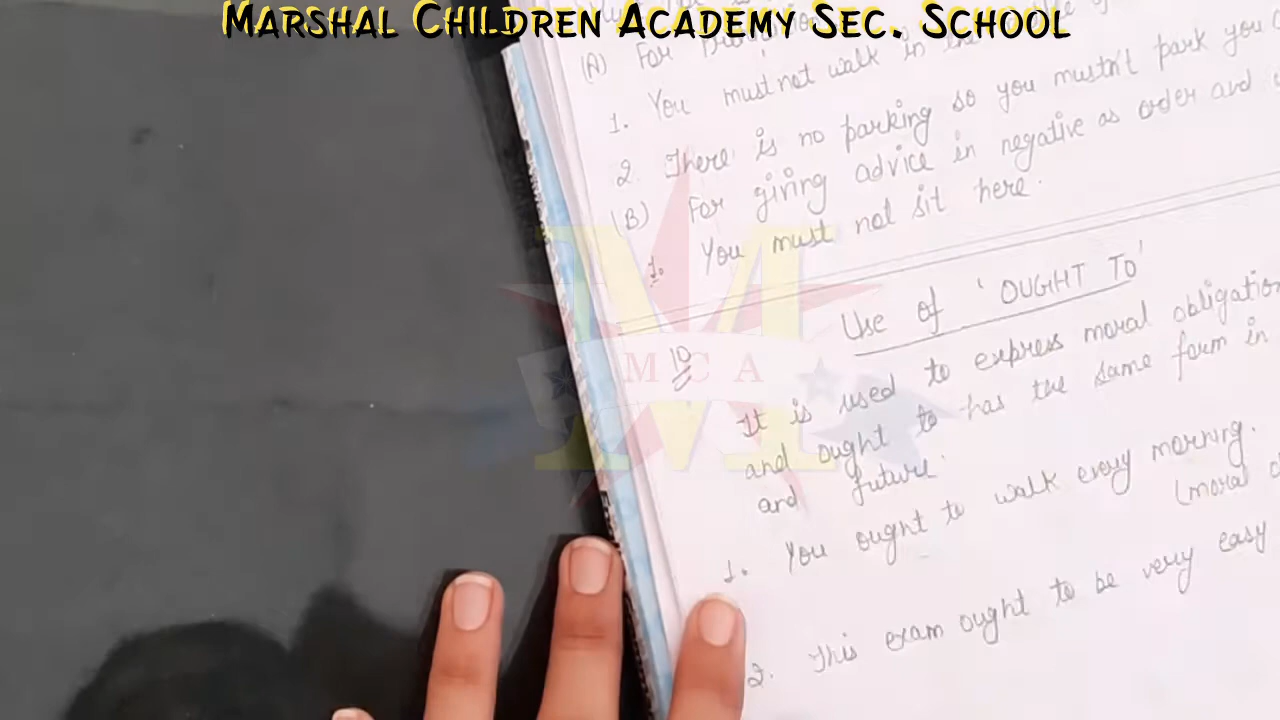 Marshal Children Academy Sec. School
(A) For
You must not walk in the
1.
2. There is no parking so you mustn't park you
(B) For giving advice in negative as order and
1. You must not sit here.
Use of 'OUGHT TO'
10
It is used to express moral obligation
and ought to has the same form in
and future.
1. You ought to walk every morning.
(moral
2. This exam ought to be very easy
M C A